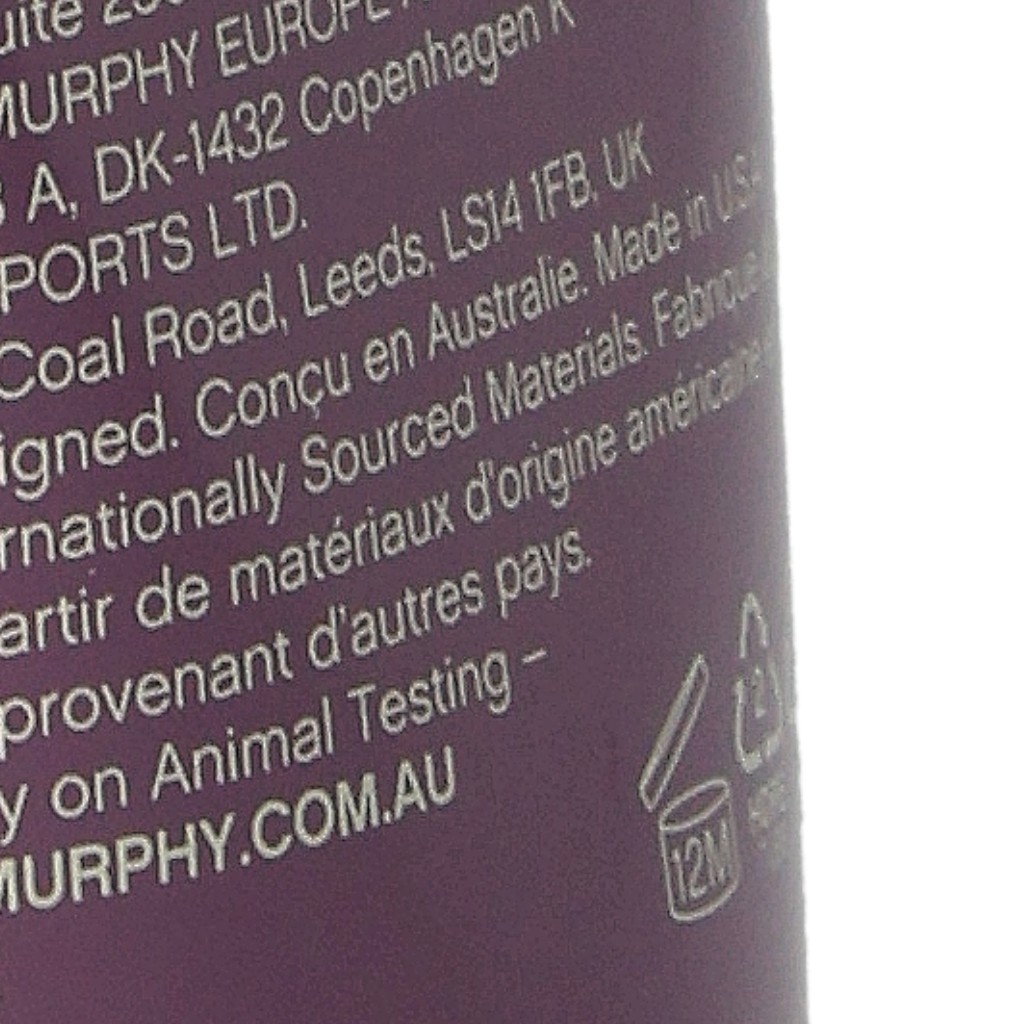 MURPHY EUROPE
A, DK-1432 Copenhagen K
PORTS LTD.
Coal Road, Leeds, LS14 1FB, UK
igned. Conçu en Australie. Made in U.S.A
rnationally Sourced Materials. Fabriqué
artir de matériaux d'origine américaine
provenant d'autres pays.
y on Animal Testing –
MURPHY.COM.AU
2
12M